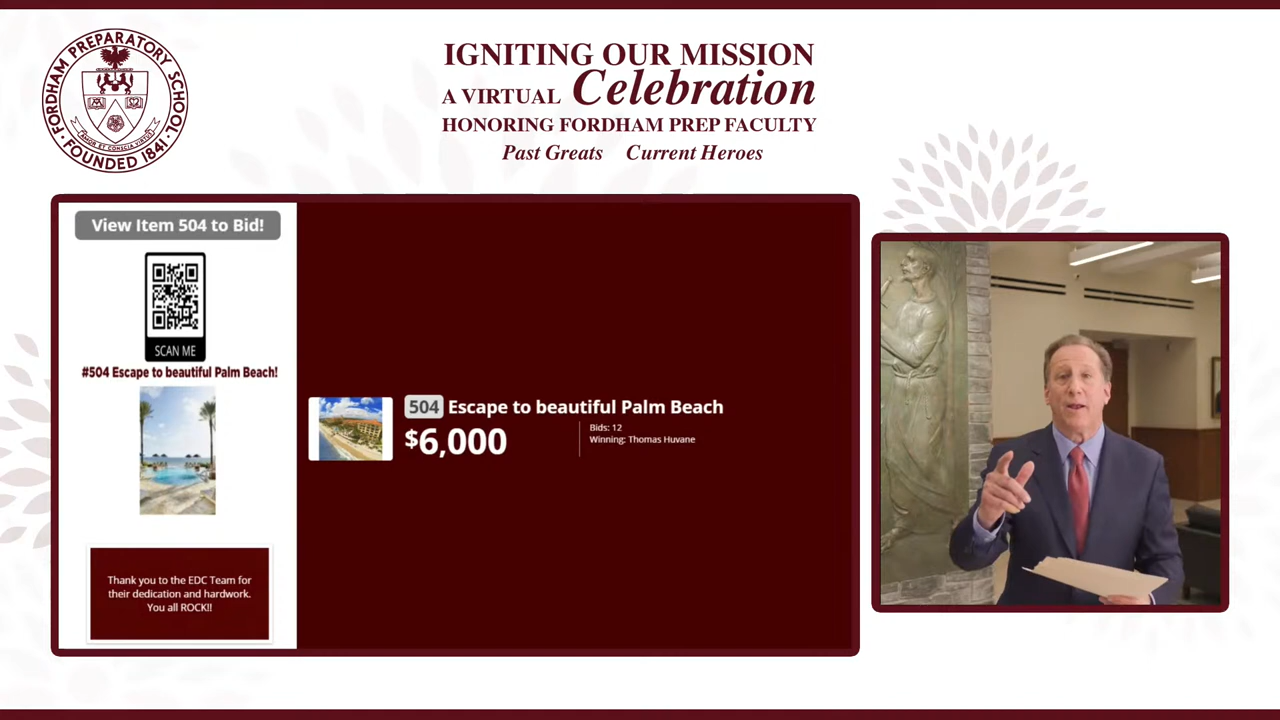 FORDHAM PREPARATORY SCHOOL
FOUNDED 1841
IGNITING OUR MISSION
A VIRTUAL Celebration
HONORING FORDHAM PREP FACULTY
Past Greats Current Heroes
View Item 504 to Bid!
SCAN ME
#504 Escape to beautiful Palm Beach!
Thank you to the EDC Team for
their dedication and hardwork.
You all ROCK!!
504 Escape to beautiful Palm Beach
$6,000
Bids: 12
Winning: Thomas Huvane